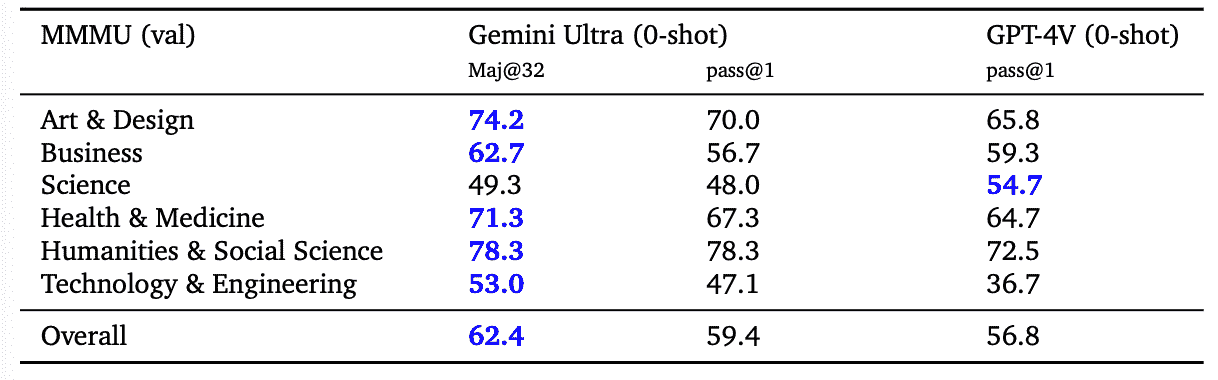 MMMU (val) Gemini Ultra (0-shot) GPT-4V (0-shot)
Maj@32 pass@1 pass@1
Art & Design 74.2 70.0 65.8
Business 62.7 56.7 59.3
Science 49.3 48.0 54.7
Health & Medicine 71.3 67.3 64.7
Humanities & Social Science 78.3 78.3 72.5
Technology & Engineering 53.0 47.1 36.7
Overall 62.4 59.4 56.8